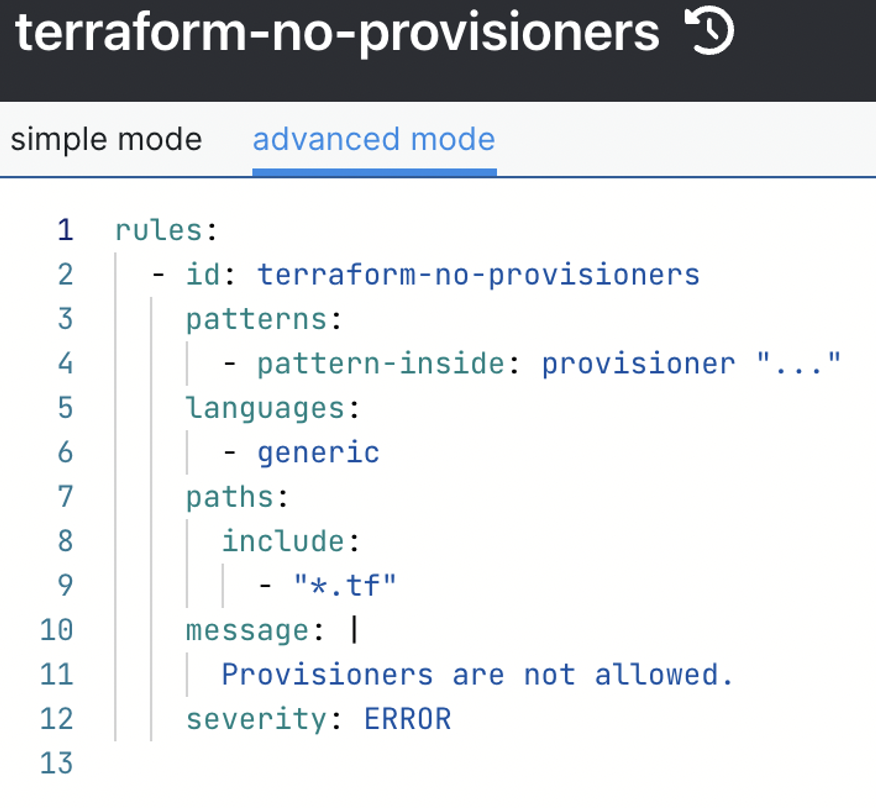 terraform-no-provisioners
simple mode advanced mode
1 rules:
2 - id: terraform-no-provisioners
3 patterns:
4 - pattern-inside: provisioner "..."
5 languages:
6 - generic
7 paths:
8 include:
9 - "*.tf"
10 message: |
11 Provisioners are not allowed.
12 severity: ERROR
13